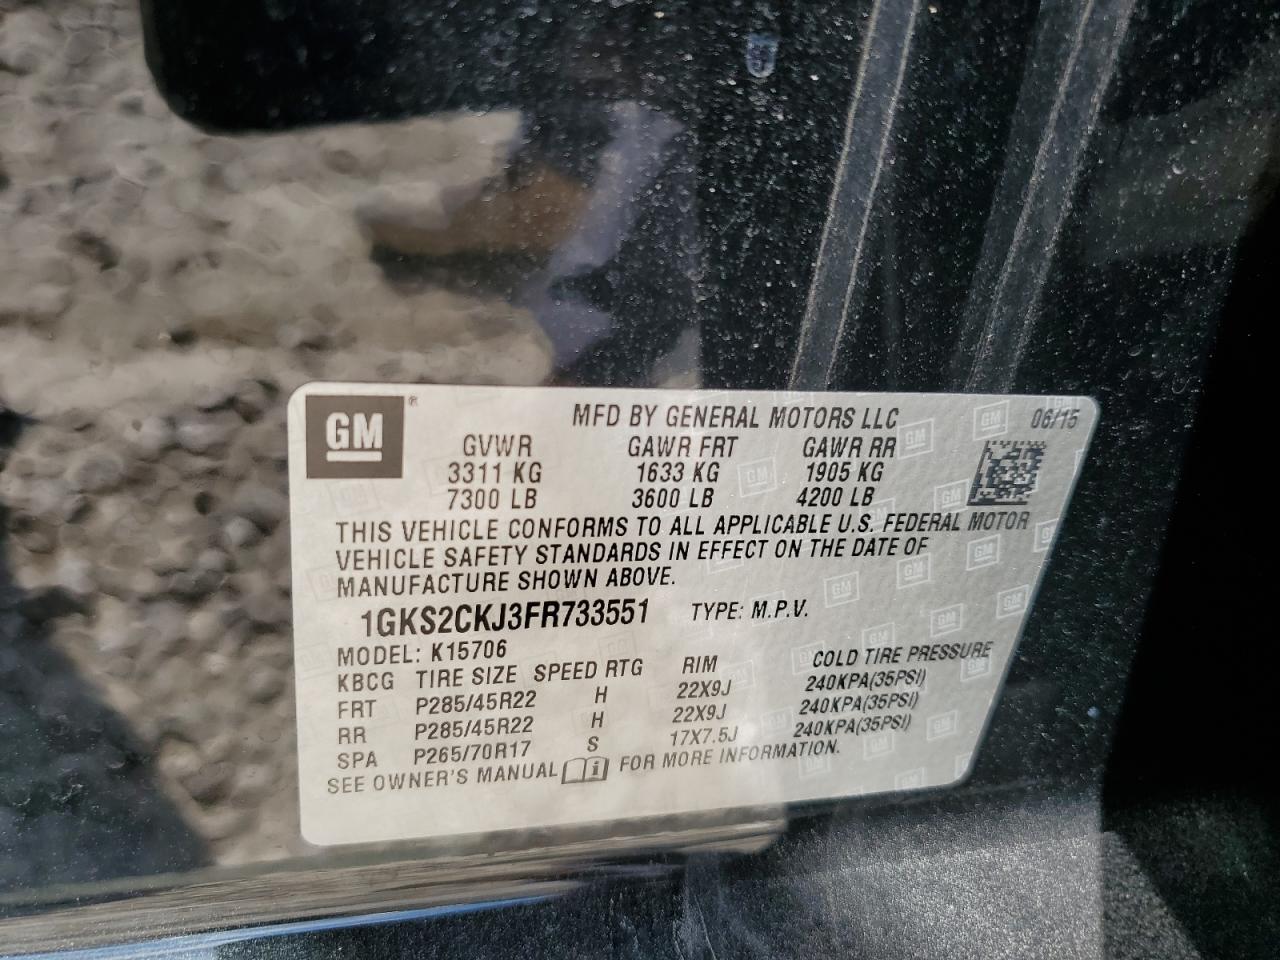 GM ®
MFD BY GENERAL MOTORS LLC 06/15
GVWR GAWR FRT GAWR RR
3311 KG 1633 KG 1905 KG
7300 LB 3600 LB 4200 LB
THIS VEHICLE CONFORMS TO ALL APPLICABLE U.S. FEDERAL MOTOR
VEHICLE SAFETY STANDARDS IN EFFECT ON THE DATE OF
MANUFACTURE SHOWN ABOVE.
1GKS2CKJ3FR733551 TYPE: M.P.V.
MODEL: K15706
KBCG TIRE SIZE SPEED RTG RIM COLD TIRE PRESSURE
FRT P285/45R22 H 22X9J 240KPA(35PSI)
RR P285/45R22 H 22X9J 240KPA(35PSI)
SPA P265/70R17 S 17X7.5J 240KPA(35PSI)
SEE OWNER'S MANUAL i FOR MORE INFORMATION.